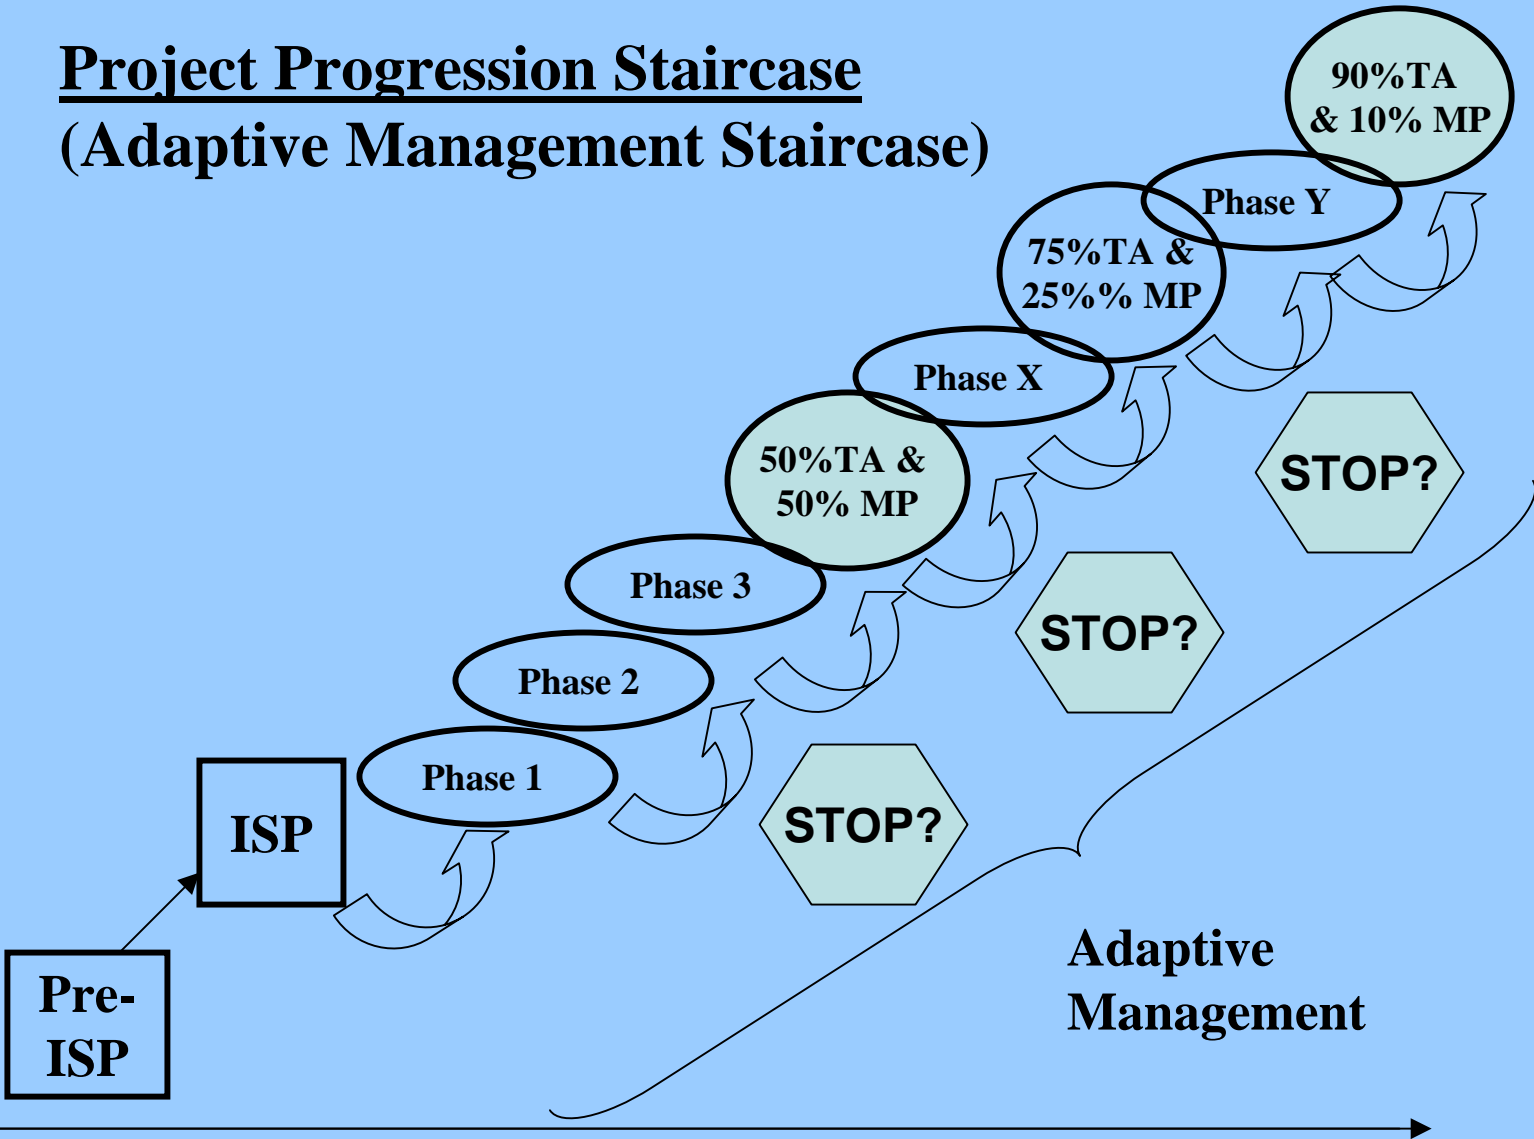 Project Progression Staircase
(Adaptive Management Staircase)
90%TA
& 10% MP
Phase Y
75%TA &
25%% MP
Phase X
50%TA &
50% MP
Phase 3
Phase 2
Phase 1
ISP
Pre-
ISP
STOP?
STOP?
STOP?
Adaptive
Management